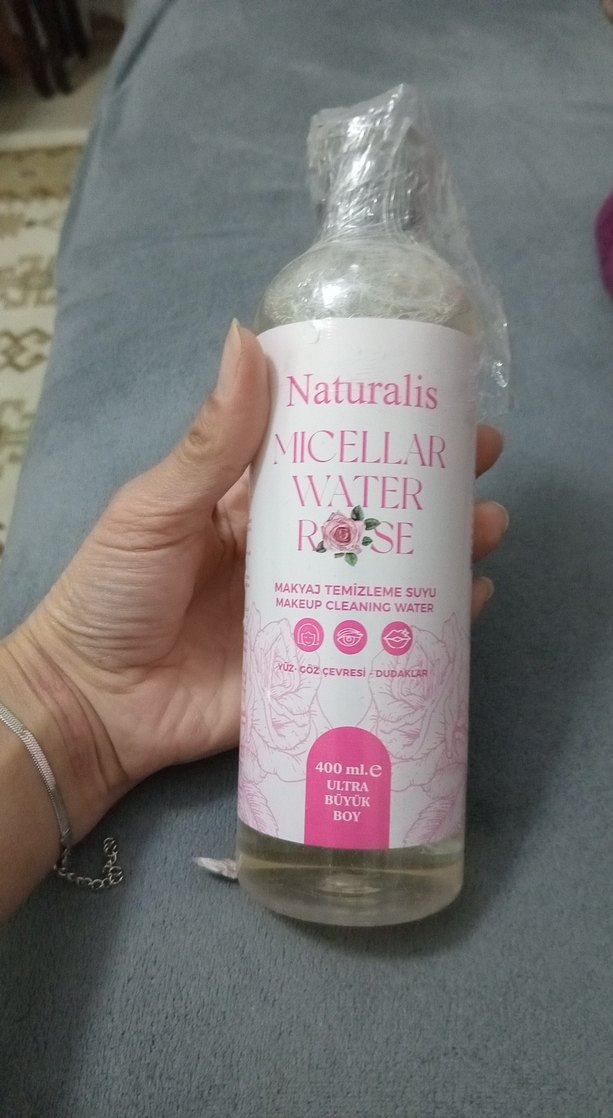 Naturalis
MICELLAR
WATER
ROSE
MAKYAJ TEMİZLEME SUYU
MAKEUP CLEANING WATER
YÜZ- GÖZ ÇEVRESİ - DUDAKLAR
400 ml.e
ULTRA
BÜYÜK
BOY